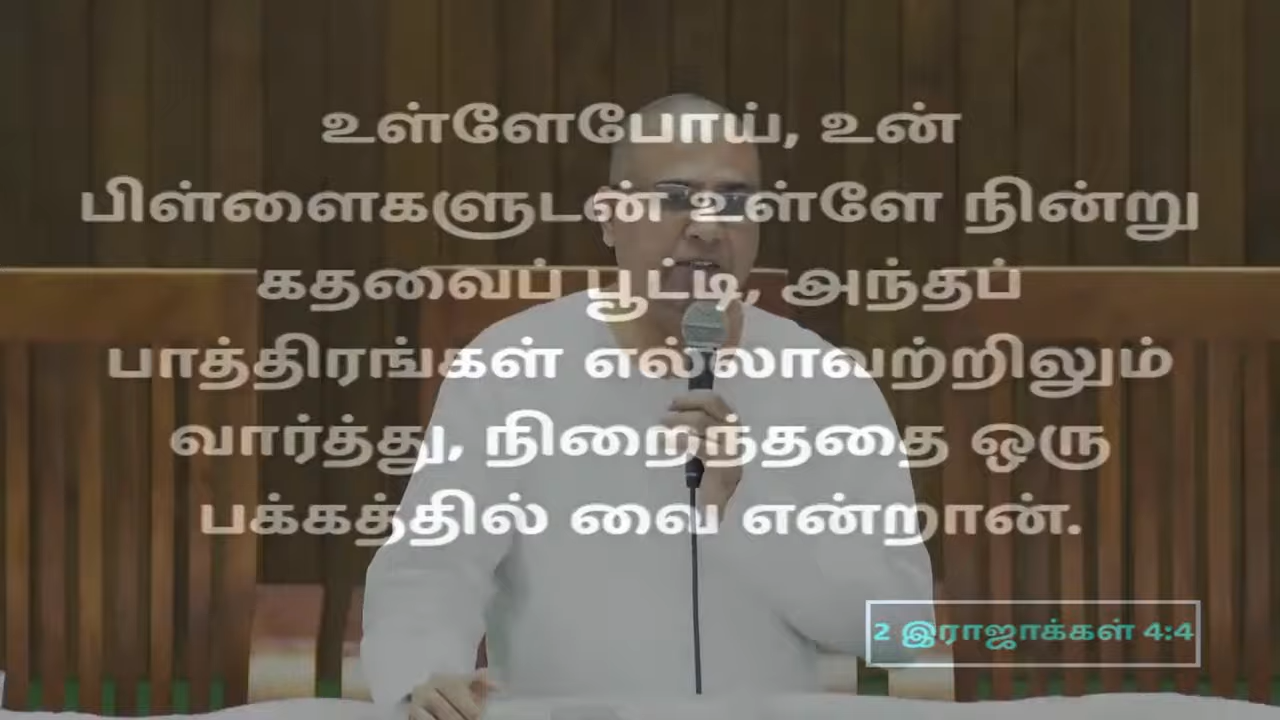 உள்ளேபோய், உன்
பிள்ளைகளுடன் உள்ளே நின்று
கதவைப் பூட்டி, அந்தப்
பாத்திரங்கள் எல்லாவற்றிலும்
வார்த்து, நிறைந்ததை ஒரு
பக்கத்தில் வை என்றான்.
2 இராஜாக்கள் 4:4